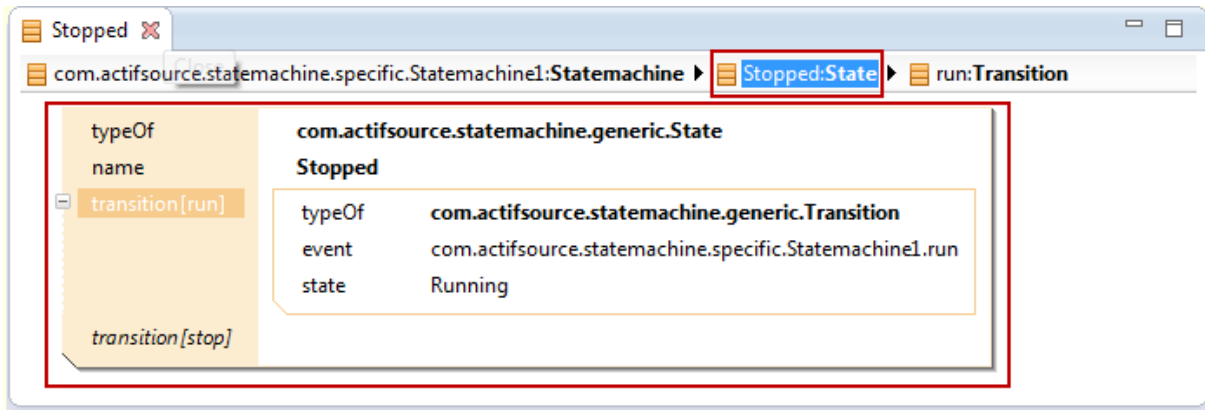 Stopped
Close
com.actifsource.statemachine.specific.Statemachine1:Statemachine Stopped:State run:Transition
typeOf com.actifsource.statemachine.generic.State
name Stopped
transition[run]
typeOf com.actifsource.statemachine.generic.Transition
event com.actifsource.statemachine.specific.Statemachine1.run
state Running
transition[stop]